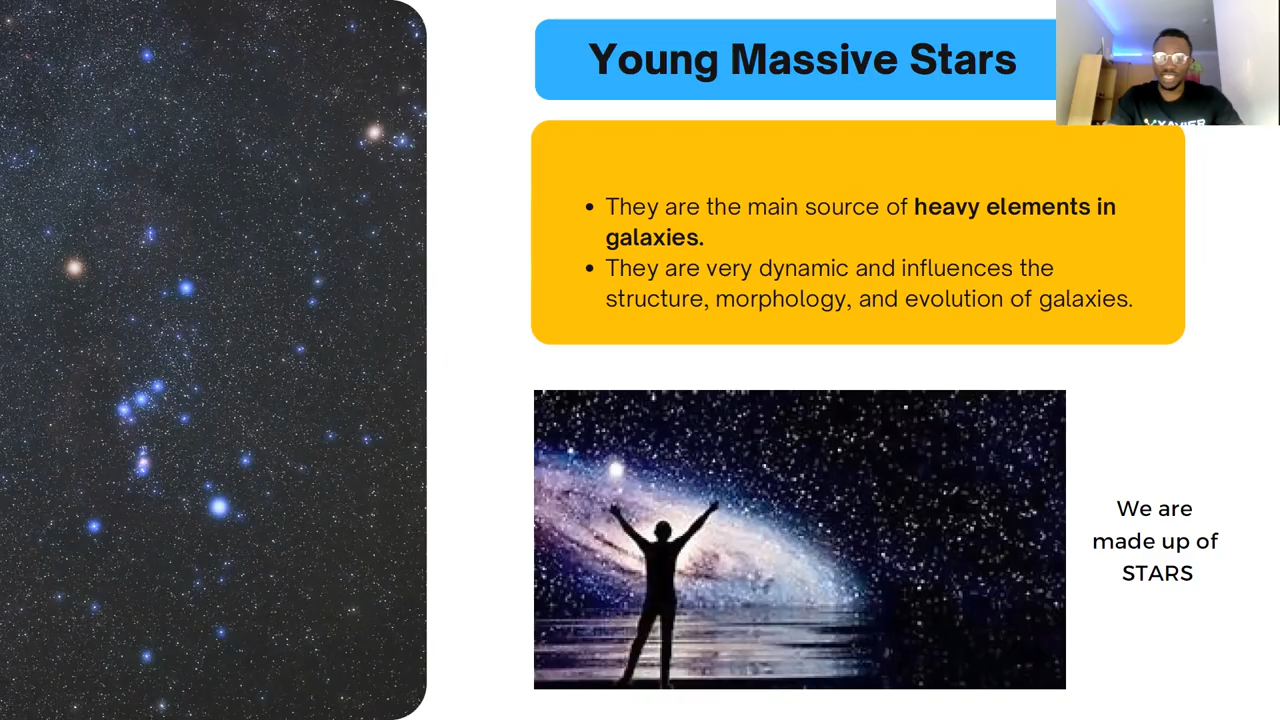 Young Massive Stars
XAVIER
• They are the main source of heavy elements in
galaxies.
• They are very dynamic and influences the
structure, morphology, and evolution of galaxies.
We are
made up of
STARS